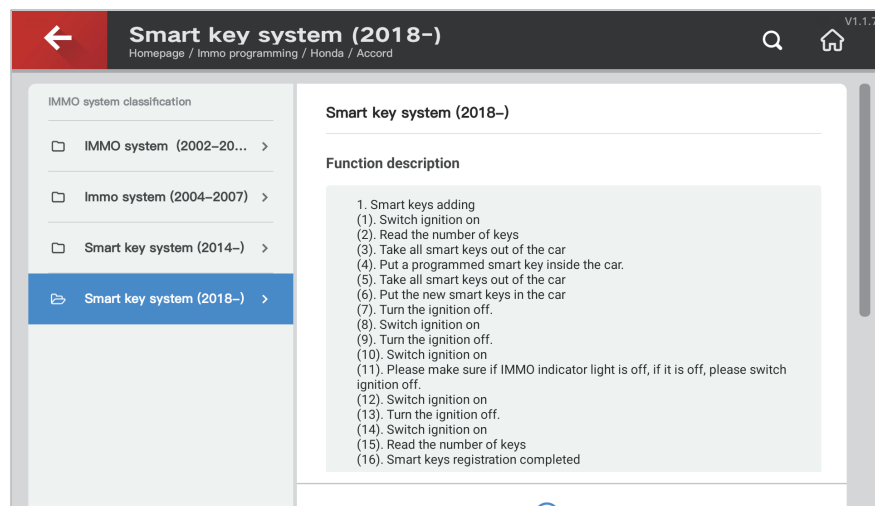 V1.1.7
Smart key system (2018-)
Homepage / Immo programming / Honda / Accord
IMMO system classification
IMMO system (2002-20...
Immo system (2004-2007)
Smart key system (2014-)
Smart key system (2018-)
Smart key system (2018-)
Function description
1. Smart keys adding
(1). Switch ignition on
(2). Read the number of keys
(3). Take all smart keys out of the car
(4). Put a programmed smart key inside the car.
(5). Take all smart keys out of the car
(6). Put the new smart keys in the car
(7). Turn the ignition off.
(8). Switch ignition on
(9). Turn the ignition off.
(10). Switch ignition on
(11). Please make sure if IMMO indicator light is off, if it is off, please switch
ignition off.
(12). Switch ignition on
(13). Turn the ignition off.
(14). Switch ignition on
(15). Read the number of keys
(16). Smart keys registration completed